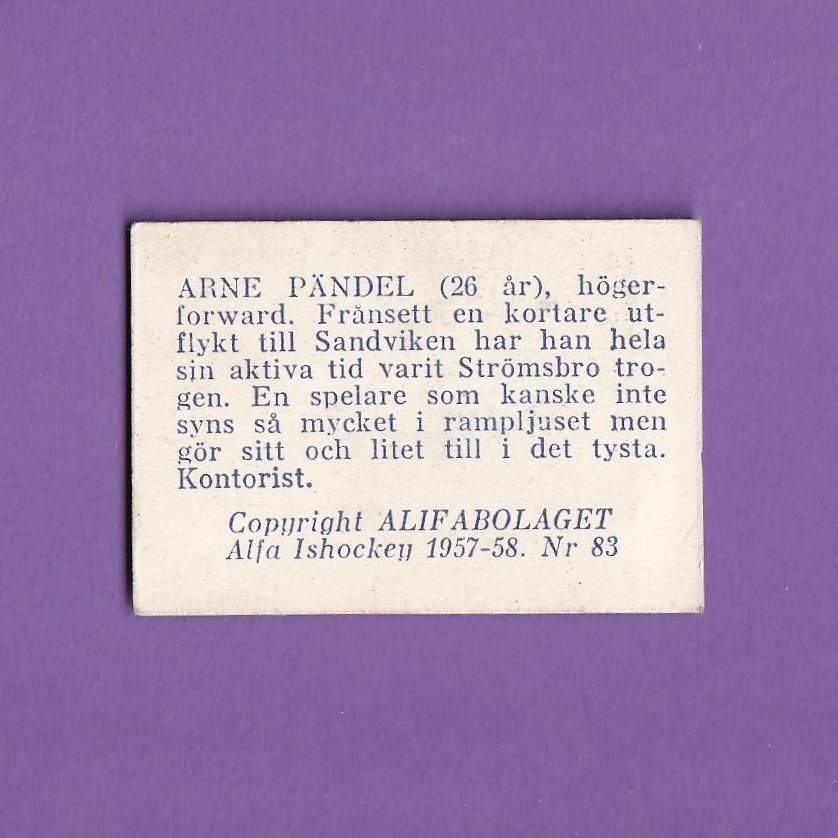 ARNE PÄNDEL (26 år), höger-
forward. Frånsett en kortare ut-
flykt till Sandviken har han hela
sin aktiva tid varit Strömsbro tro-
gen. En spelare som kanske inte
syns så mycket i rampljuset men
gör sitt och litet till i det tysta.
Kontorist.
Copyright ALIFABOLAGET
Alfa Ishockey 1957-58. Nr 83